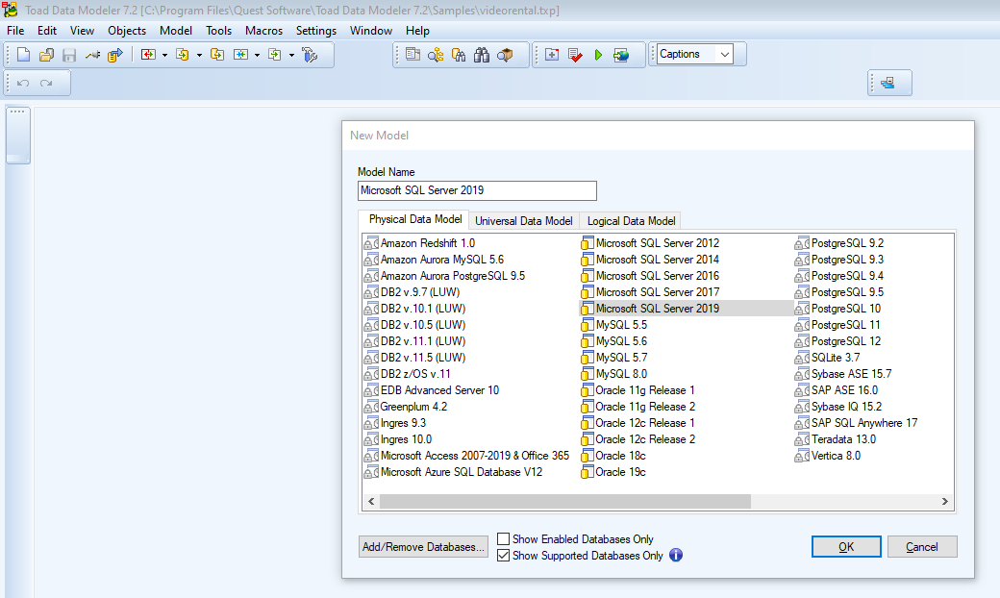 Toad Data Modeler 7.2 [C:\Program Files\Quest Software\Toad Data Modeler 7.2\Samples\videorental.txp]
File Edit View Objects Model Tools Macros Settings Window Help
Captions
New Model
Model Name
Microsoft SQL Server 2019
Physical Data Model Universal Data Model Logical Data Model
Amazon Redshift 1.0
Amazon Aurora MySQL 5.6
Amazon Aurora PostgreSQL 9.5
DB2 v.9.7 (LUW)
DB2 v.10.1 (LUW)
DB2 v.10.5 (LUW)
DB2 v.11.1 (LUW)
DB2 v.11.5 (LUW)
DB2 z/OS v.11
EDB Advanced Server 10
Greenplum 4.2
Ingres 9.3
Ingres 10.0
Microsoft Access 2007-2019 & Office 365
Microsoft Azure SQL Database V12
Microsoft SQL Server 2012
Microsoft SQL Server 2014
Microsoft SQL Server 2016
Microsoft SQL Server 2017
Microsoft SQL Server 2019
MySQL 5.5
MySQL 5.6
MySQL 5.7
MySQL 8.0
Oracle 11g Release 1
Oracle 11g Release 2
Oracle 12c Release 1
Oracle 12c Release 2
Oracle 18c
Oracle 19c
PostgreSQL 9.2
PostgreSQL 9.3
PostgreSQL 9.4
PostgreSQL 9.5
PostgreSQL 10
PostgreSQL 11
PostgreSQL 12
SQLite 3.7
Sybase ASE 15.7
SAP ASE 16.0
Sybase IQ 15.2
SAP SQL Anywhere 17
Teradata 13.0
Vertica 8.0
Add/Remove Databases...
Show Enabled Databases Only
Show Supported Databases Only
OK
Cancel